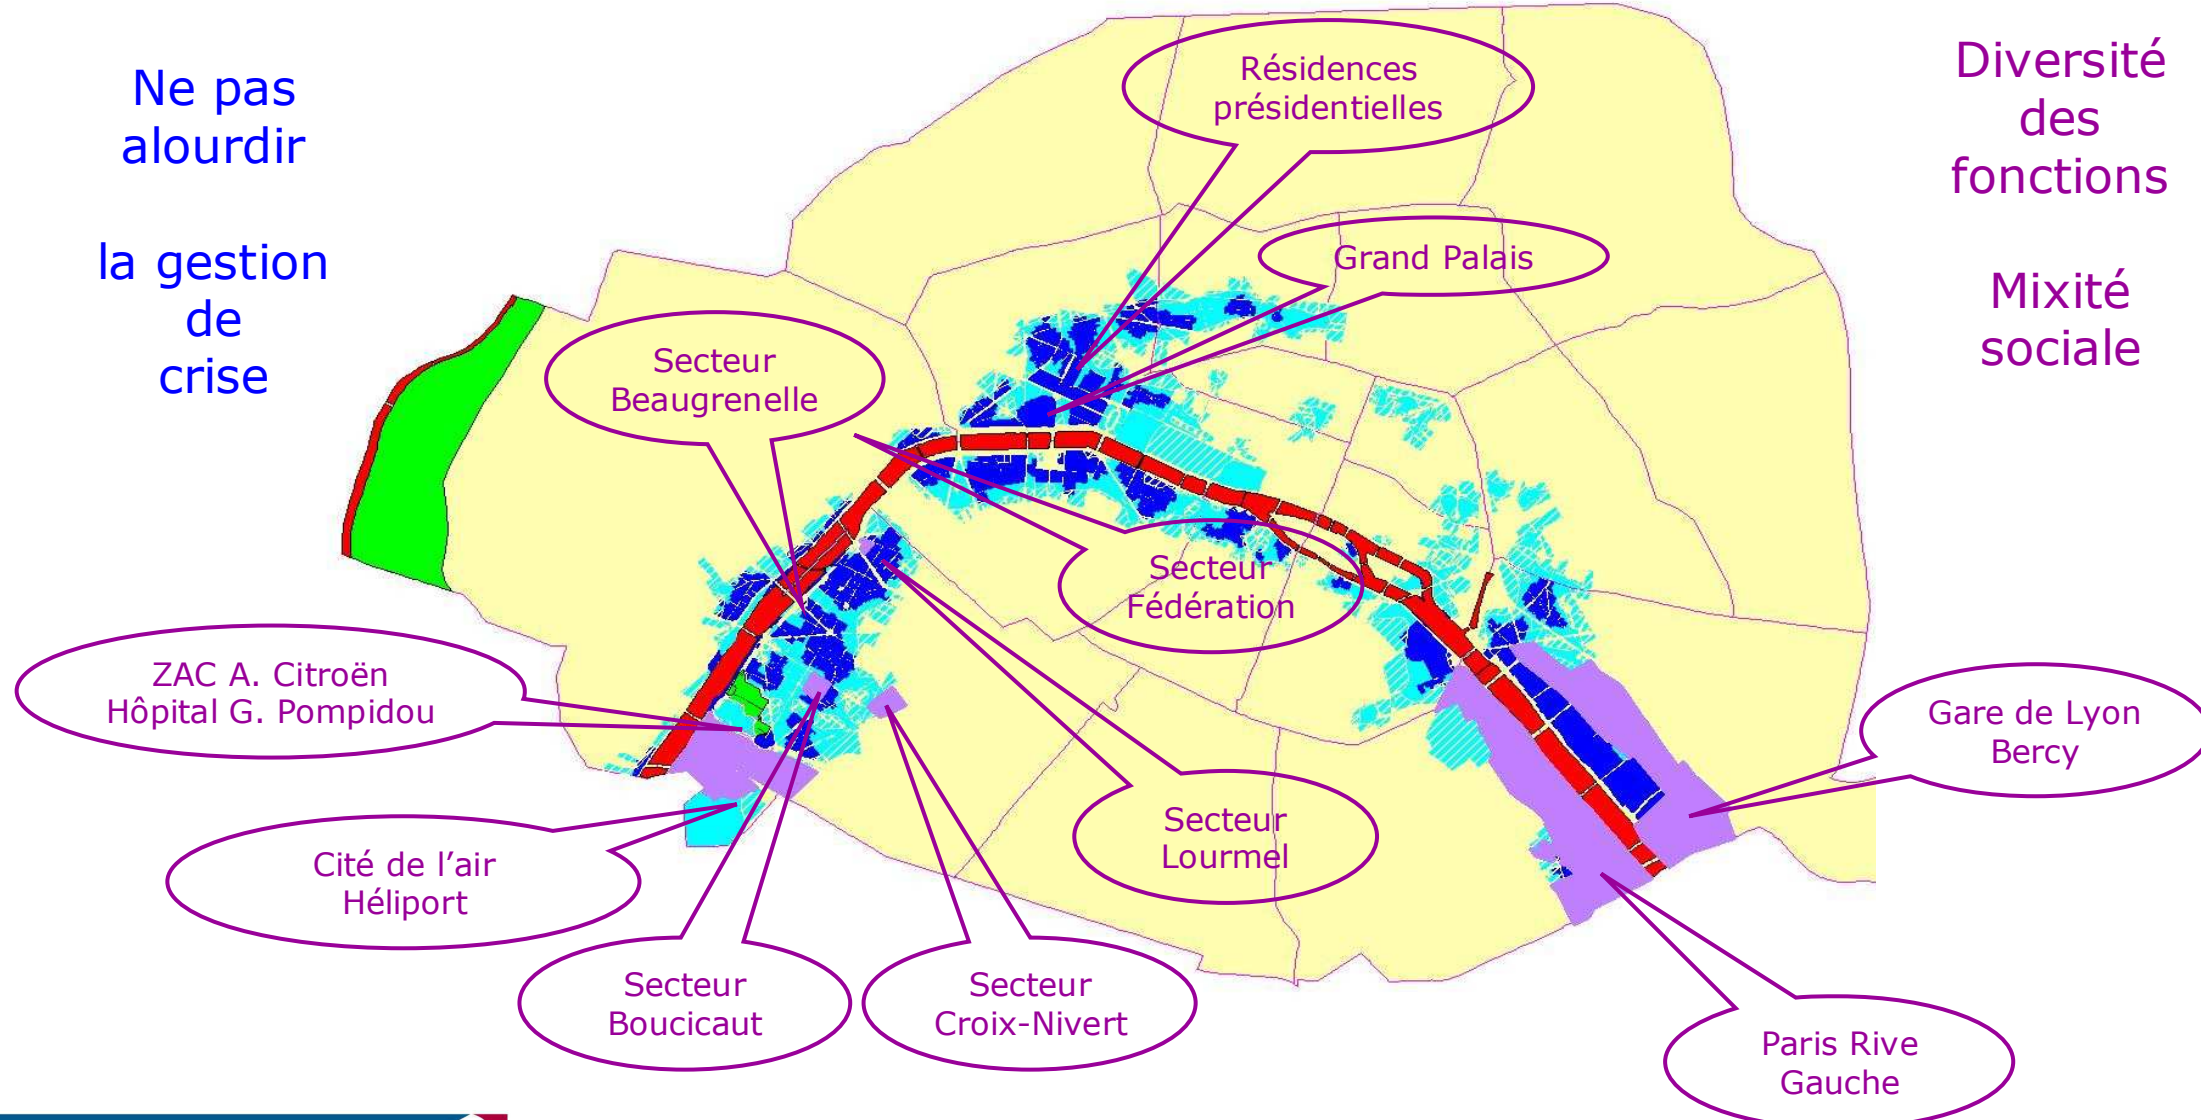 Ne pas
alourdir
la gestion
de
crise
Diversité
des
fonctions
Mixité
sociale
Résidences
présidentielles
Grand Palais
Secteur
Beaugrenelle
Secteur
Fédération
ZAC A. Citroën
Hôpital G. Pompidou
Gare de Lyon
Bercy
Secteur
Lourmel
Cité de l’air
Héliport
Secteur
Boucicaut
Secteur
Croix-Nivert
Paris Rive
Gauche